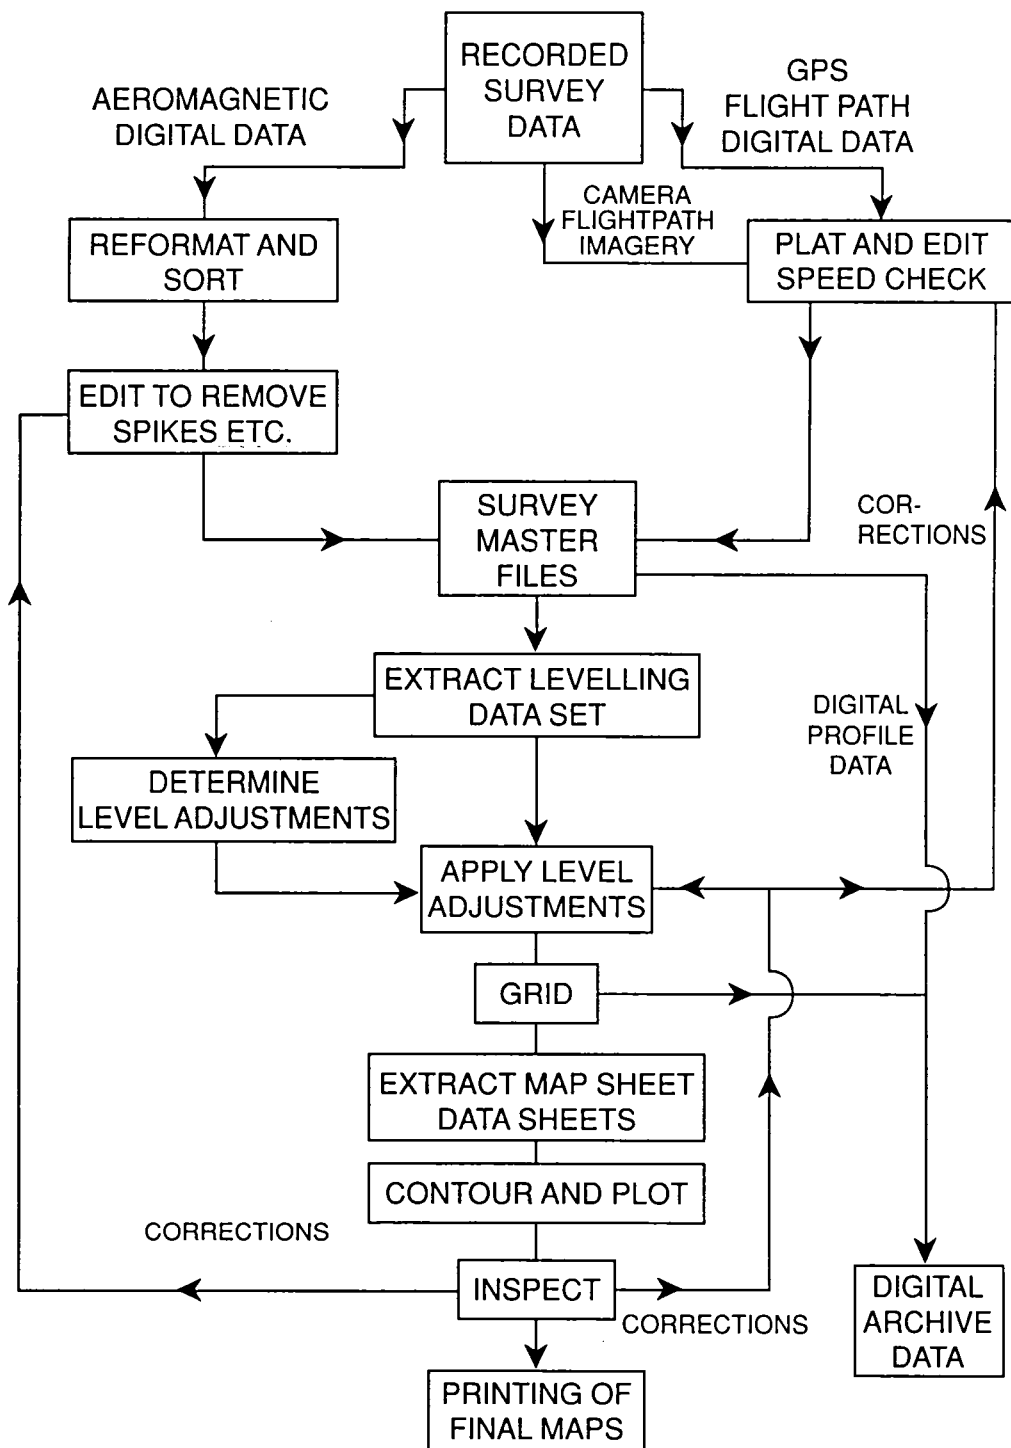 RECORDED
SURVEY
DATA
AEROMAGNETIC
DIGITAL DATA
GPS
FLIGHT PATH
DIGITAL DATA
CAMERA
FLIGHTPATH
IMAGERY
REFORMAT AND
SORT
PLAT AND EDIT
SPEED CHECK
EDIT TO REMOVE
SPIKES ETC.
SURVEY
MASTER
FILES
COR-
RECTIONS
EXTRACT LEVELLING
DATA SET
DIGITAL
PROFILE
DATA
DETERMINE
LEVEL ADJUSTMENTS
APPLY LEVEL
ADJUSTMENTS
GRID
EXTRACT MAP SHEET
DATA SHEETS
CONTOUR AND PLOT
CORRECTIONS
INSPECT
CORRECTIONS
DIGITAL
ARCHIVE
DATA
PRINTING OF
FINAL MAPS